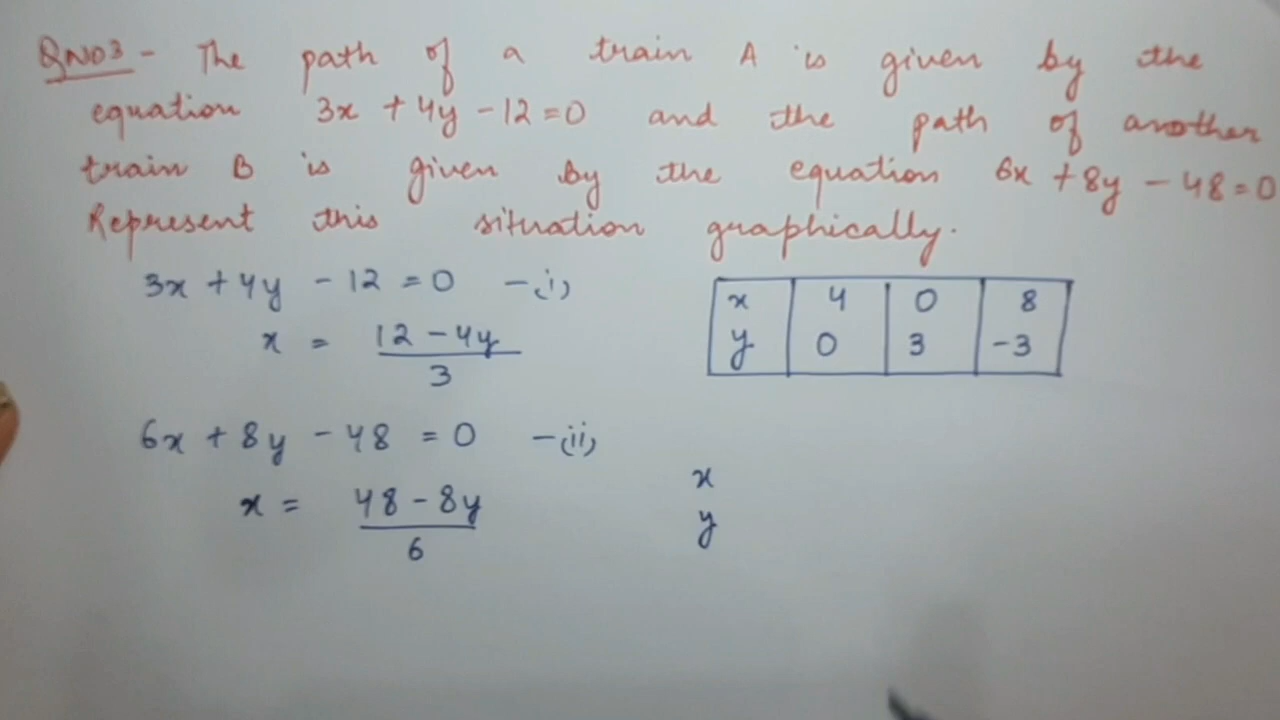 QNO3 - The path of a train A is given by the
equation 3x + 4y - 12 = 0 and the path of another
train B is given by the equation 6x + 8y - 48 = 0
Represent this situation graphically.
3x + 4y - 12 = 0 - (i)
x = 12 - 4y
3
x 4 0 8
y 0 3 -3
6x + 8y - 48 = 0 - (ii)
x = 48 - 8y
6
x
y